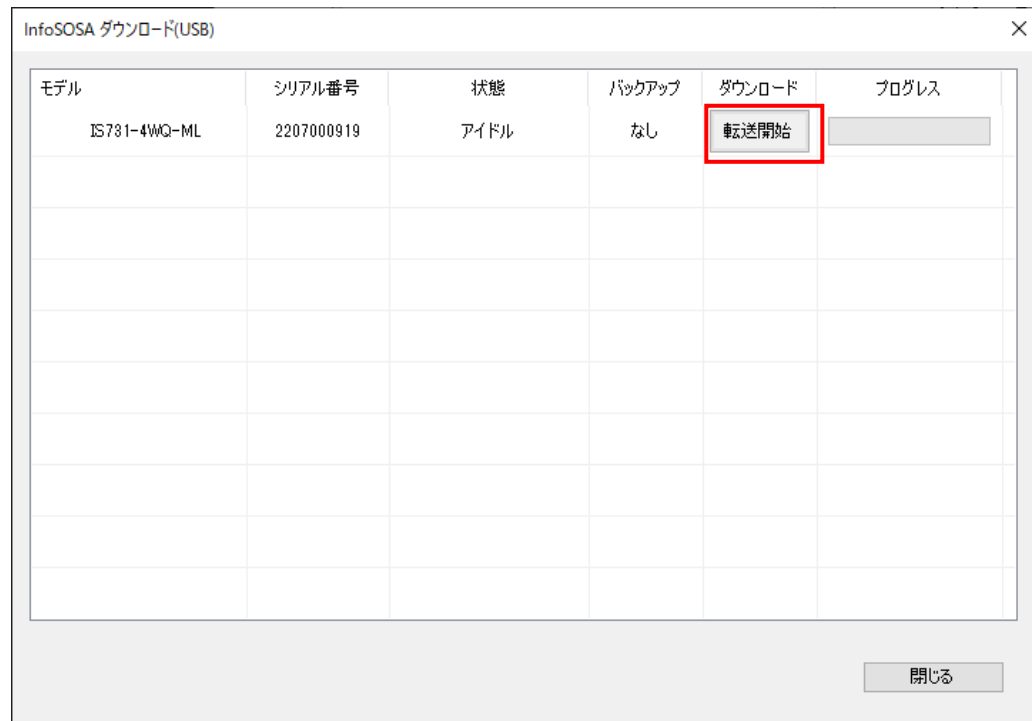 InfoSOSA ダウンロード(USB)
モデル シリアル番号 状態 バックアップ ダウンロード プログレス
IS731-4WQ-ML 2207000919 アイドル なし 転送開始
閉じる